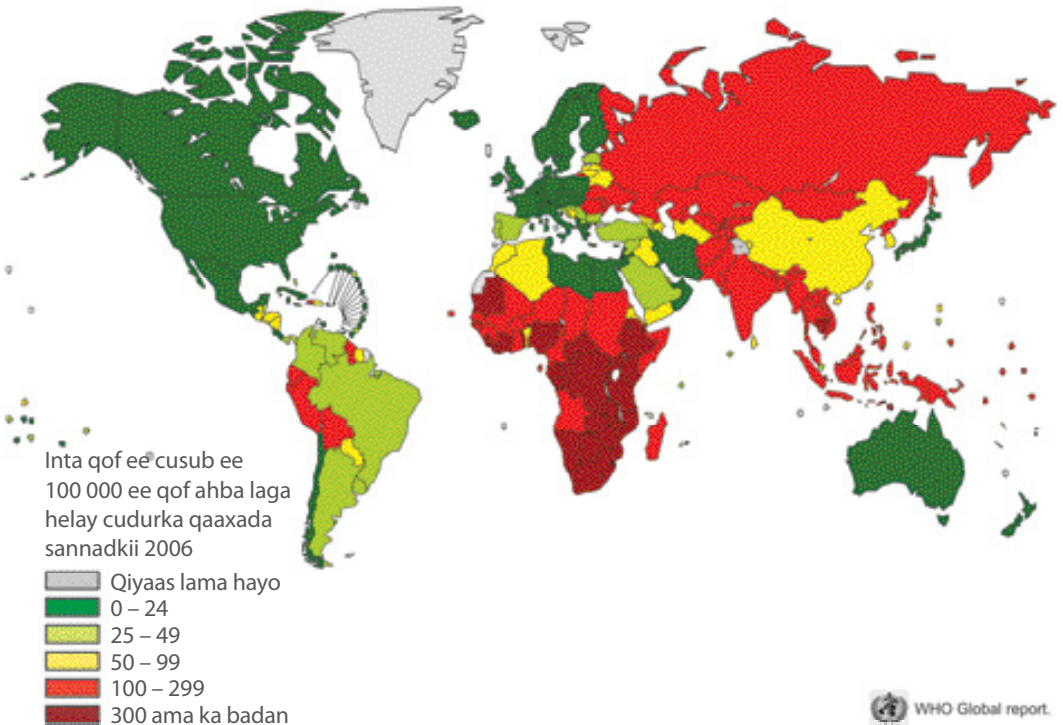 Inta qof ee cusub ee
100 000 ee qof ahba laga
helay cudurka qaaxada
sannadkii 2006
Qiyaas lama hayo
0 – 24
25 – 49
50 – 99
100 – 299
300 ama ka badan
WHO Global report.